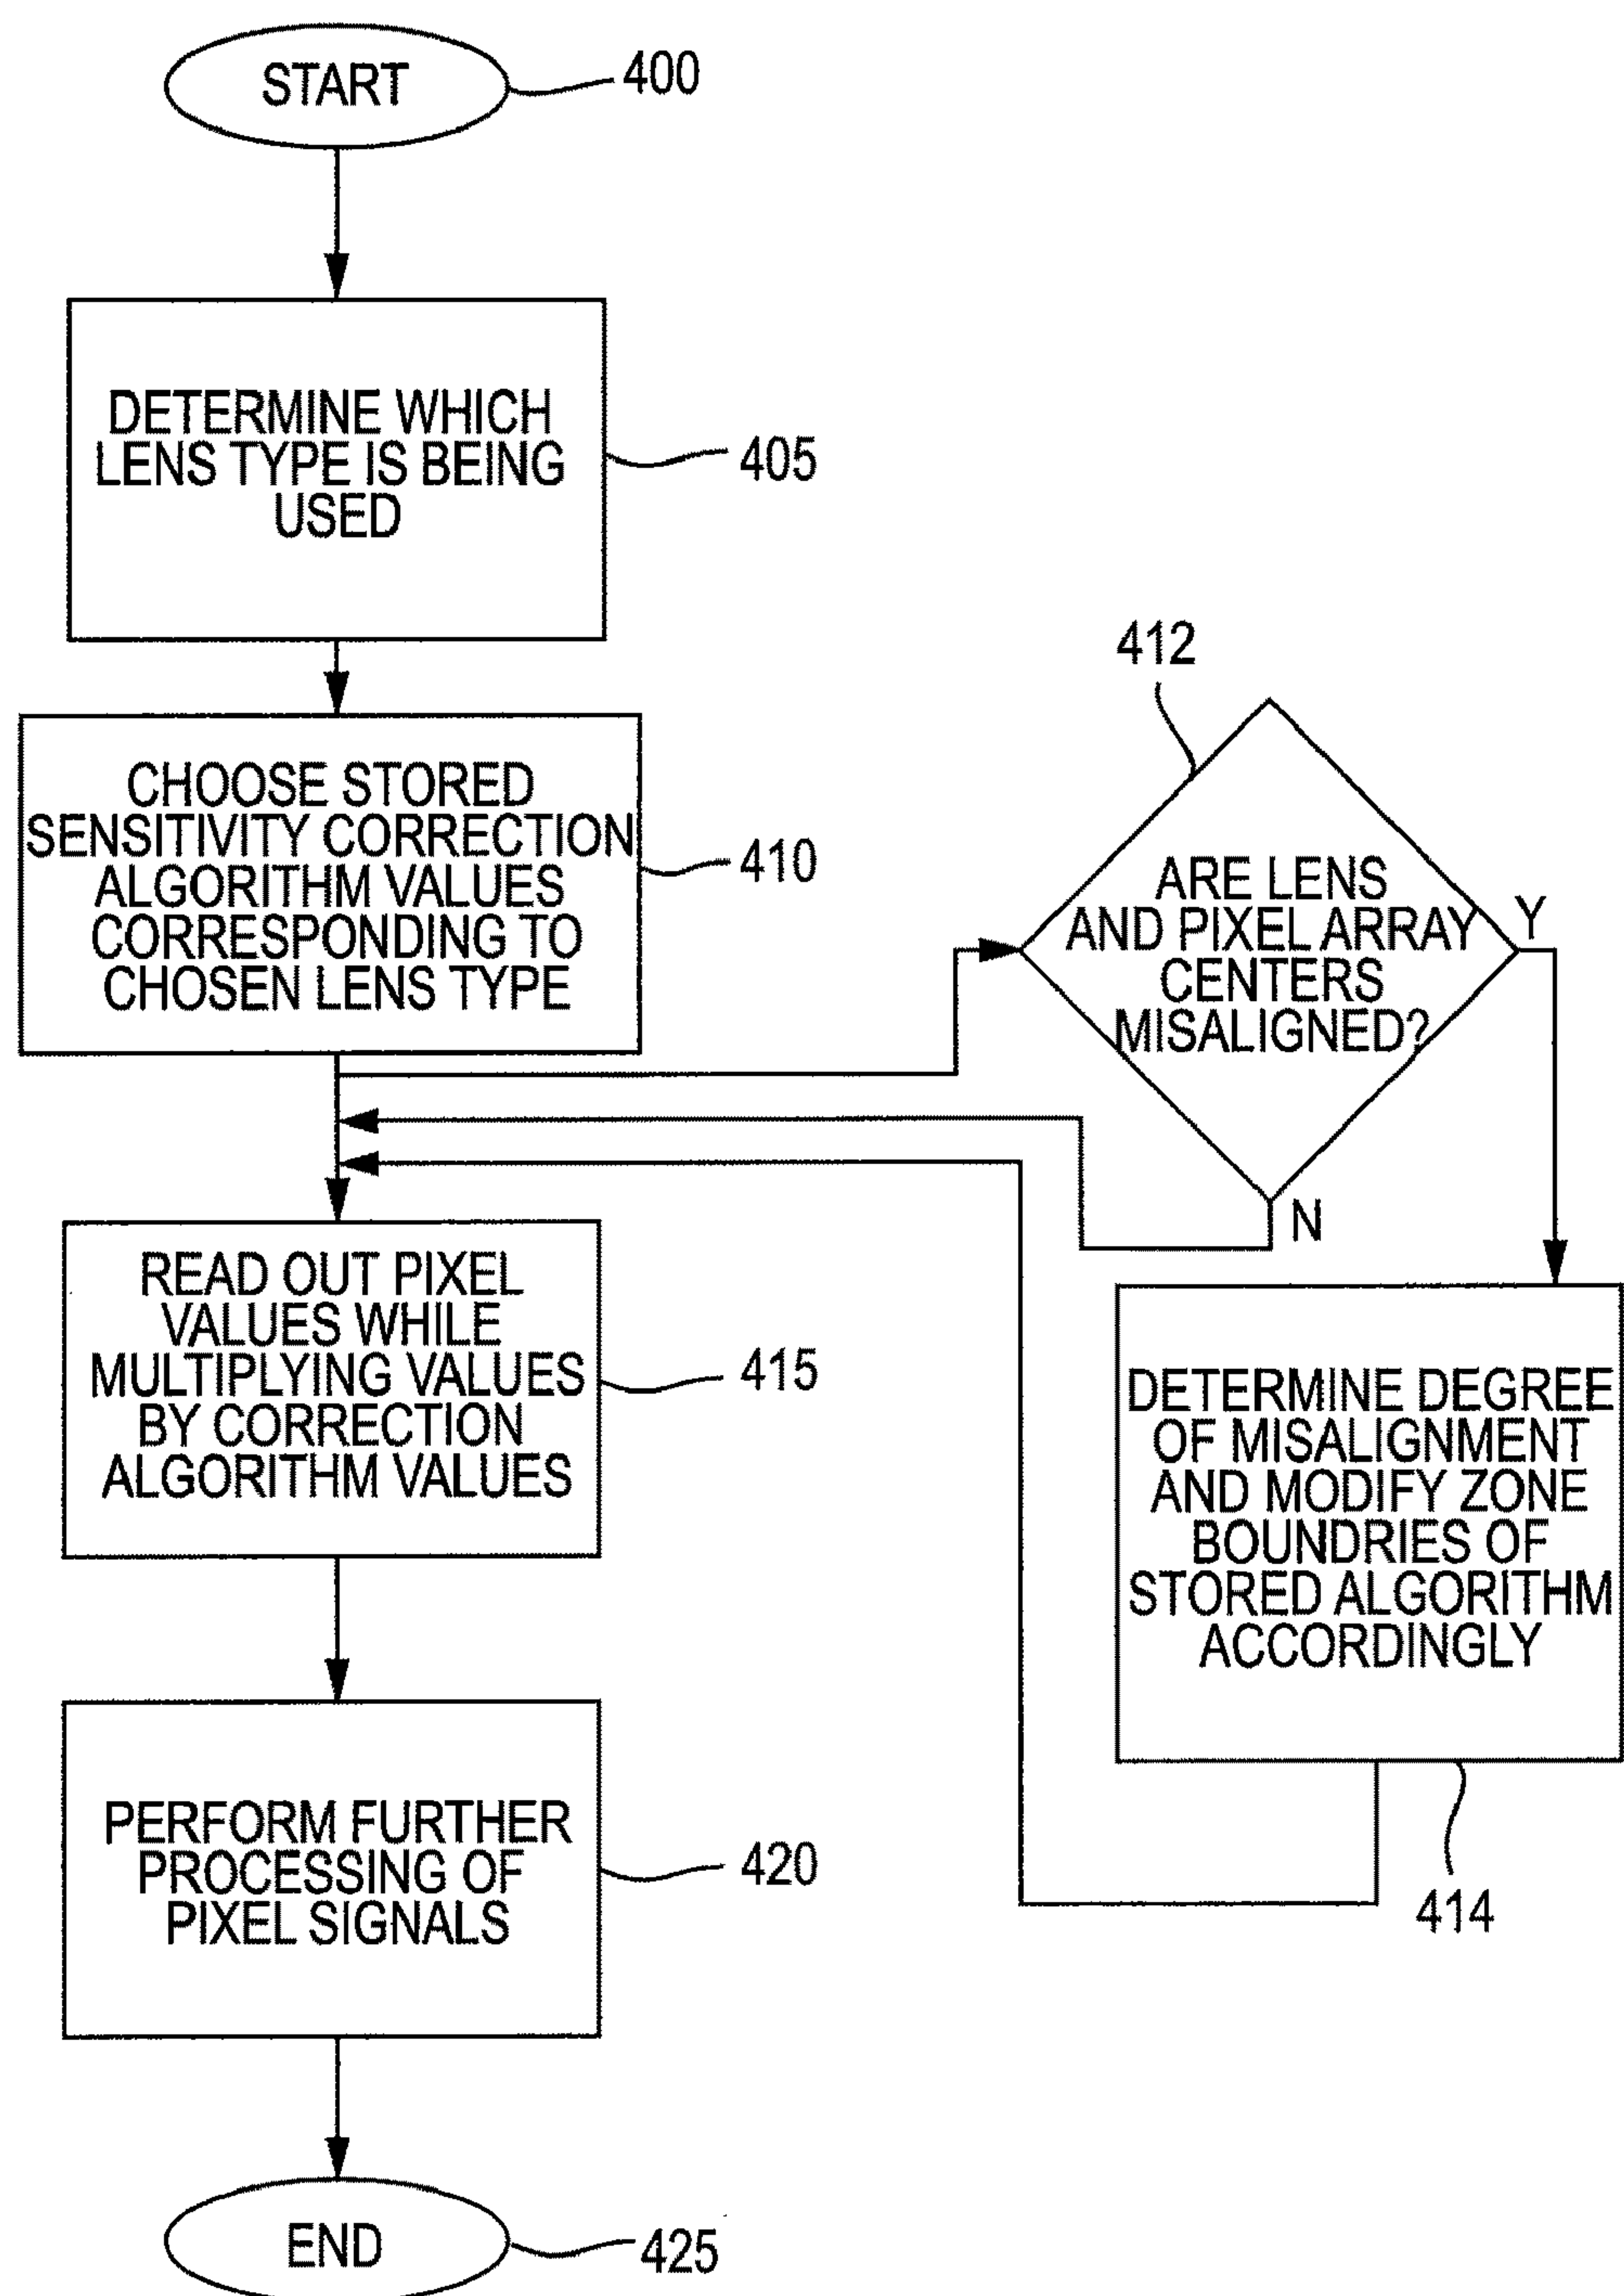 START
400
DETERMINE WHICH
LENS TYPE IS BEING
USED
405
CHOOSE STORED
SENSITIVITY CORRECTION
ALGORITHM VALUES
CORRESPONDING TO
CHOSEN LENS TYPE
410
412
ARE LENS
AND PIXEL ARRAY
CENTERS
MISALIGNED?
Y
N
READ OUT PIXEL
VALUES WHILE
MULTIPLYING VALUES
BY CORRECTION
ALGORITHM VALUES
415
DETERMINE DEGREE
OF MISALIGNMENT
AND MODIFY ZONE
BOUNDRIES OF
STORED ALGORITHM
ACCORDINGLY
414
PERFORM FURTHER
PROCESSING OF
PIXEL SIGNALS
420
END
425